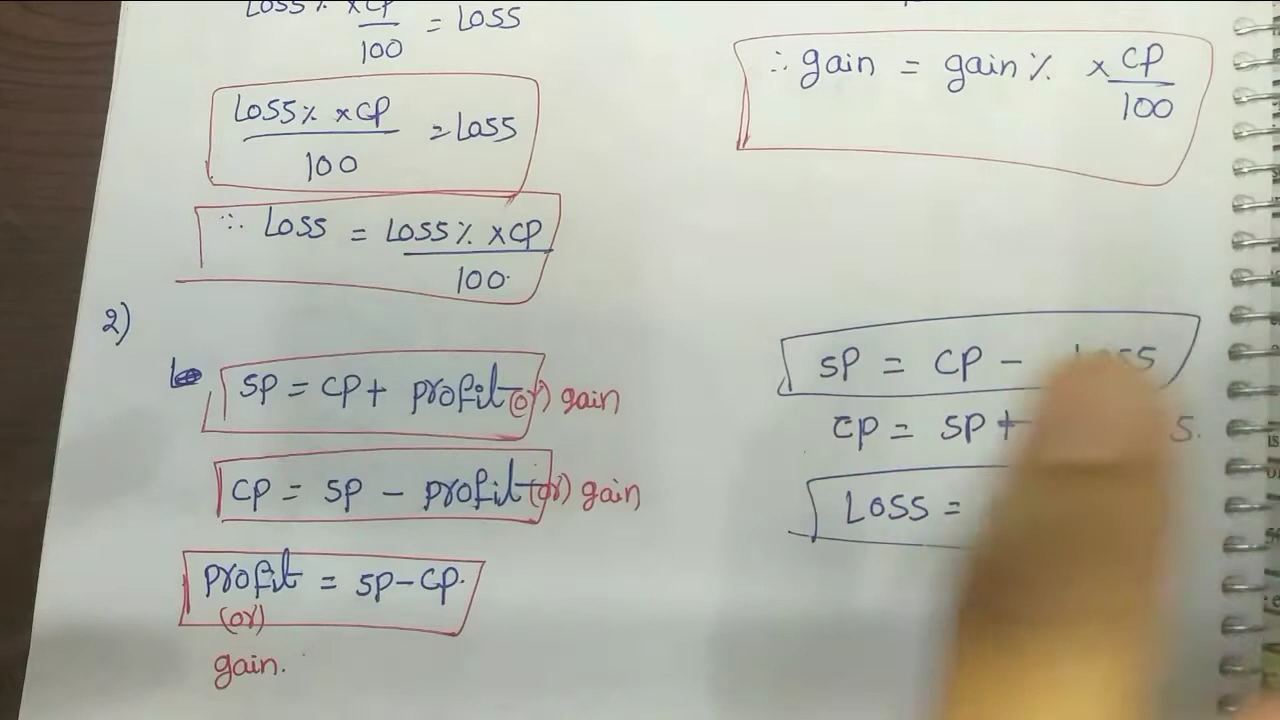 Loss% × CP/100 = Loss
Loss% × CP/100 = Loss
∴ Loss = Loss% × CP/100.
2)
SP = CP + profit (or) gain
CP = SP - profit (or) gain
profit = SP - CP.
(or)
gain.
∴ gain = gain% × CP/100
SP = CP - Loss
CP = SP +
Loss =